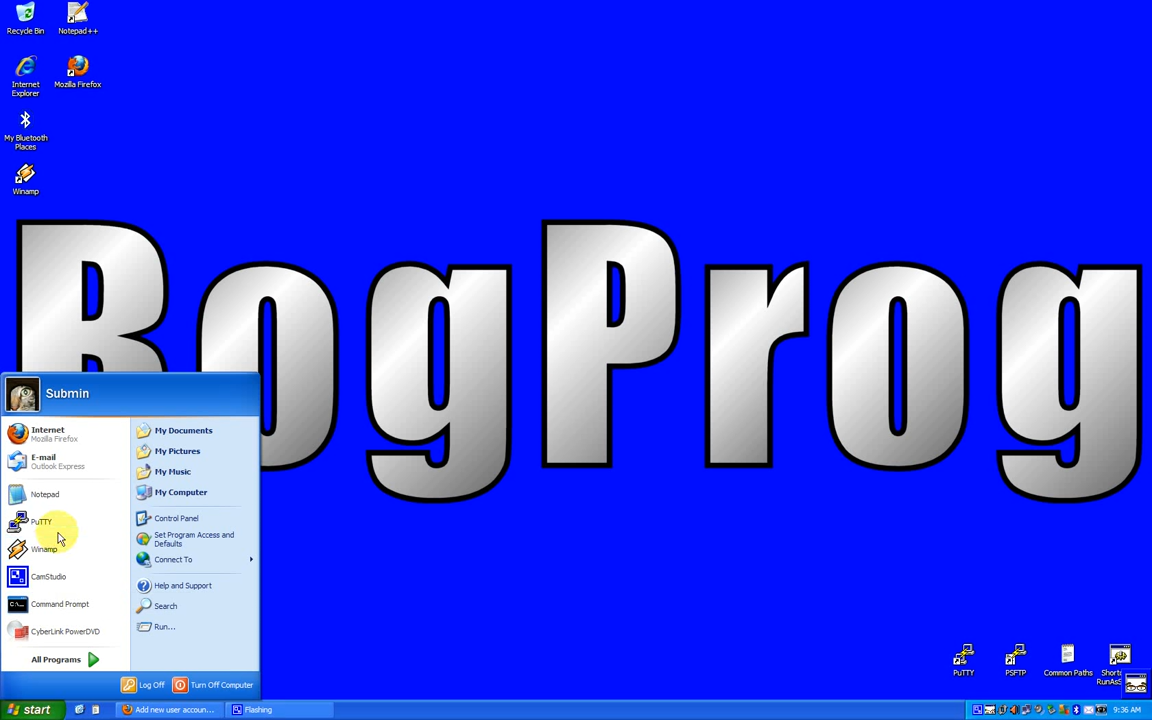 Recycle Bin
Notepad++
Internet
Explorer
Mozilla Firefox
My Bluetooth
Places
Winamp
BogProg
Submin
Internet
Mozilla Firefox
E-mail
Outlook Express
Notepad
PuTTY
Winamp
CamStudio
Command Prompt
CyberLink PowerDVD
All Programs
My Documents
My Pictures
My Music
My Computer
Control Panel
Set Program Access and
Defaults
Connect To
Help and Support
Search
Run...
Log Off
Turn Off Computer
PuTTY
PSFTP
Common Paths
Short
RunAsS
start
Add new user accoun...
Flashing
9:36 AM